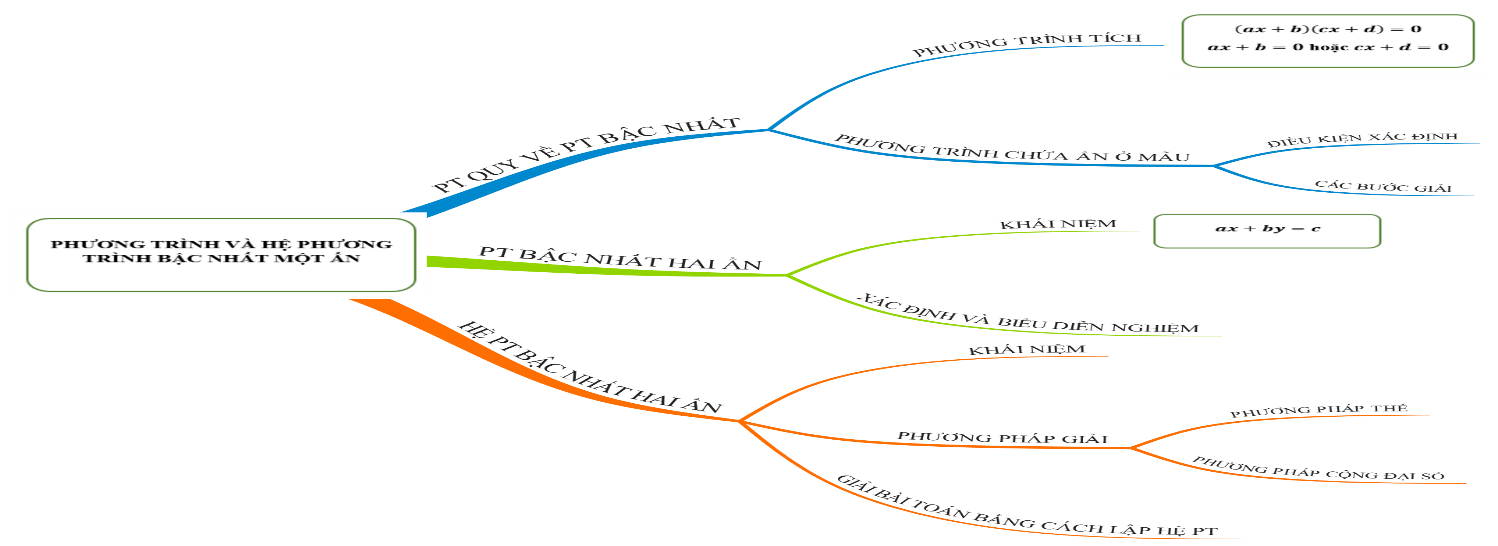 PHƯƠNG TRÌNH VÀ HỆ PHƯƠNG
TRÌNH BẬC NHẤT MỘT ẨN
PT QUY VỀ PT BẬC NHẤT
PHƯƠNG TRÌNH TÍCH
(ax + b)(cx + d) = 0
ax + b = 0 hoặc cx + d = 0
PHƯƠNG TRÌNH CHỨA ẨN Ở MẪU
ĐIỀU KIỆN XÁC ĐỊNH
CÁC BƯỚC GIẢI
PT BẬC NHẤT HAI ẨN
KHÁI NIỆM
ax + by = c
XÁC ĐỊNH VÀ BIỂU DIỄN NGHIỆM
HỆ PT BẬC NHẤT HAI ẨN
KHÁI NIỆM
PHƯƠNG PHÁP GIẢI
PHƯƠNG PHÁP THẾ
PHƯƠNG PHÁP CỘNG ĐẠI SỐ
GIẢI BÀI TOÁN BẰNG CÁCH LẬP HỆ PT